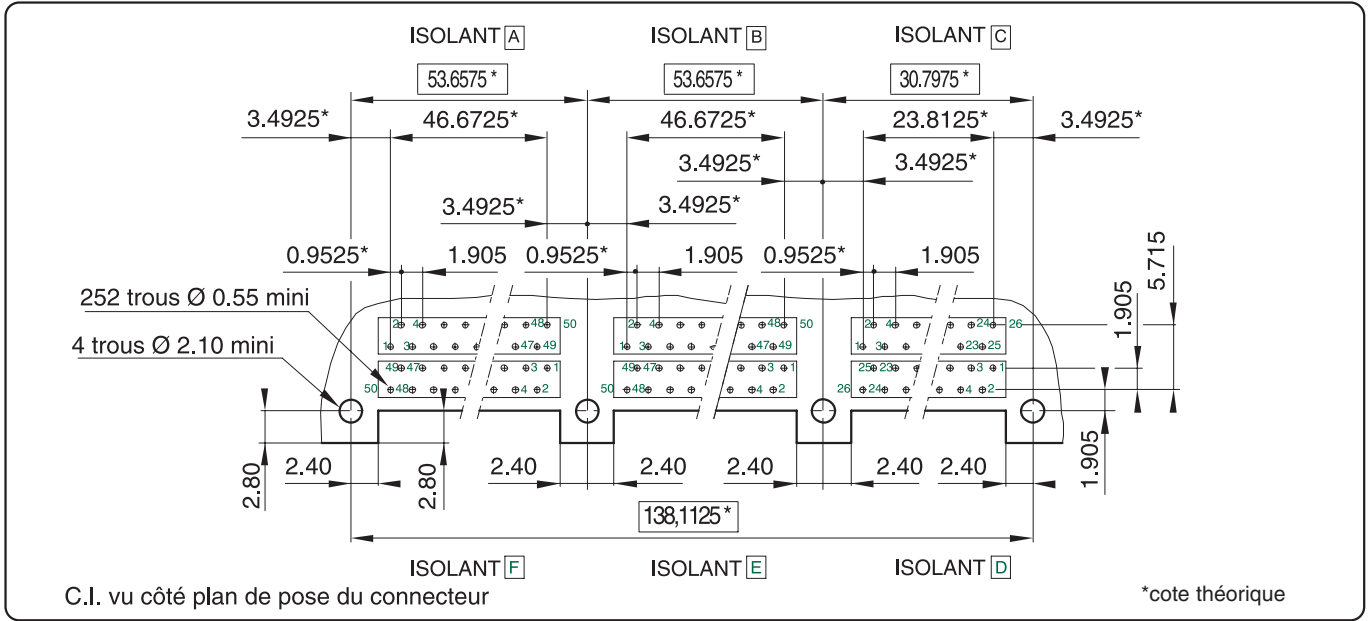 ISOLANT A ISOLANT B ISOLANT C
53.6575 * 53.6575 * 30.7975 *
3.4925* 46.6725* 46.6725* 23.8125* 3.4925*
3.4925* 3.4925*
3.4925* 3.4925*
0.9525* 1.905 0.9525* 1.905 0.9525* 1.905
5.715
1.905
252 trous Ø 0.55 mini
4 trous Ø 2.10 mini
2 4 48 50 2 4 48 50 2 4 24 26
1 3 47 49 1 3 47 49 1 3 23 25
49 47 3 1 49 47 3 1 25 23 3 1
50 48 4 2 50 48 4 2 26 24 4 2
2.80 2.40 2.80 2.40 2.40 2.40 2.40 2.40 1.905
138,1125 *
ISOLANT F ISOLANT E ISOLANT D
C.I. vu côté plan de pose du connecteur
*cote théorique